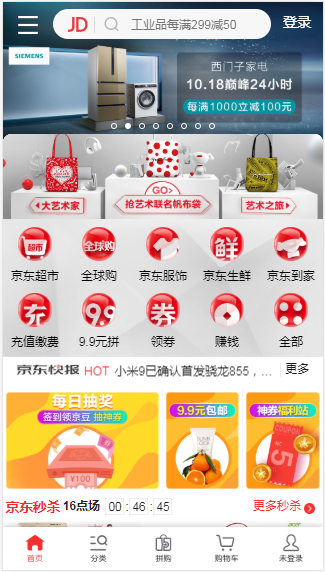 JD 工业品每满299减50 登录
SIEMENS
西门子家电
10.18巅峰24小时
每满1000立减100元
GO>
大艺术家 抢艺术联名帆布袋 艺术之旅
超市 全球购 鲜
京东超市 全球购 京东服饰 京东生鲜 京东到家
充 9.9 券
充值缴费 9.9元拼 领券 赚钱 全部
京东快报 HOT 小米9已确认首发骁龙855，... 更多
每日抽奖
签到领京豆 抽神券
¥100
9.9元包邮
神券福利站
COUPON
5
京东秒杀 16点场 00 : 46 : 45 更多秒杀
首页 分类 拼购 购物车 未登录